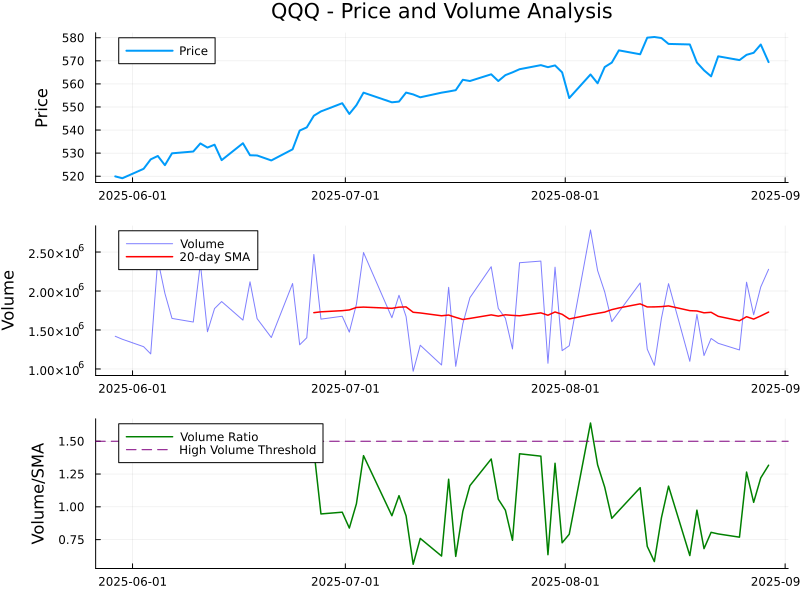 QQQ - Price and Volume Analysis
Price
580
570
560
550
540
530
520
Price
2025-06-01 2025-07-01 2025-08-01 2025-09
Volume
20-day SMA
2.50×10⁶
2.00×10⁶
1.50×10⁶
1.00×10⁶
Volume
2025-06-01 2025-07-01 2025-08-01 2025-09
Volume Ratio
High Volume Threshold
1.50
1.25
1.00
0.75
Volume/SMA
2025-06-01 2025-07-01 2025-08-01 2025-09